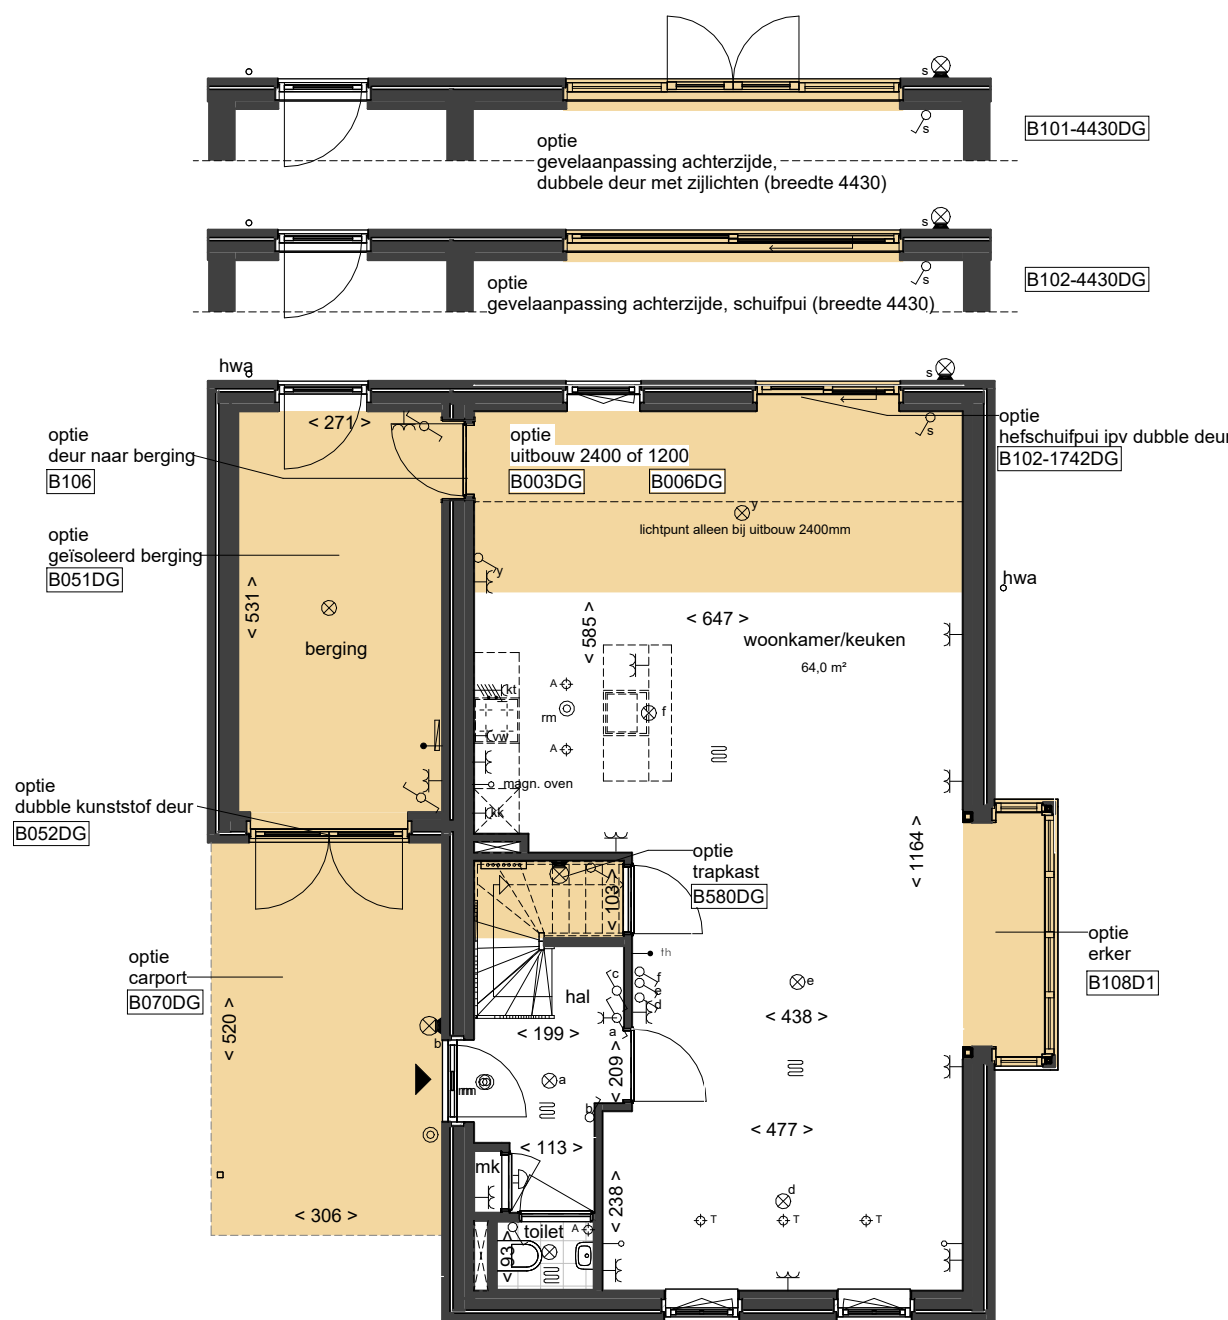 s
s
B101-4430DG
optie
gevelaanpassing achterzijde,
dubbele deur met zijlichten (breedte 4430)
s
s
B102-4430DG
optie
gevelaanpassing achterzijde, schuifpui (breedte 4430)
hwa
s
< 271 >
optie
deur naar berging
B106
optie
uitbouw 2400 of 1200
B003DG
B006DG
s
optie
hefschuifpui ipv dubble deur
B102-1742DG
y
lichtpunt alleen bij uitbouw 2400mm
optie
geïsoleerd berging
B051DG
y
hwa
< 531 >
< 585 >
< 647 >
berging
woonkamer/keuken
64,0 m²
kt
A
rm
f
vw
A
magn. oven
kk
optie
dubble kunststof deur
B052DG
optie
trapkast
B580DG
< 103 >
< 1164 >
optie
erker
B108D1
optie
carport
B070DG
th
c
f
e
d
e
hal
< 520 >
b
< 199 >
a
< 438 >
a
< 209 >
b
< 113 >
< 477 >
mk
d
< 238 >
T
T
T
< 306 >
toilet
A
< 93 >